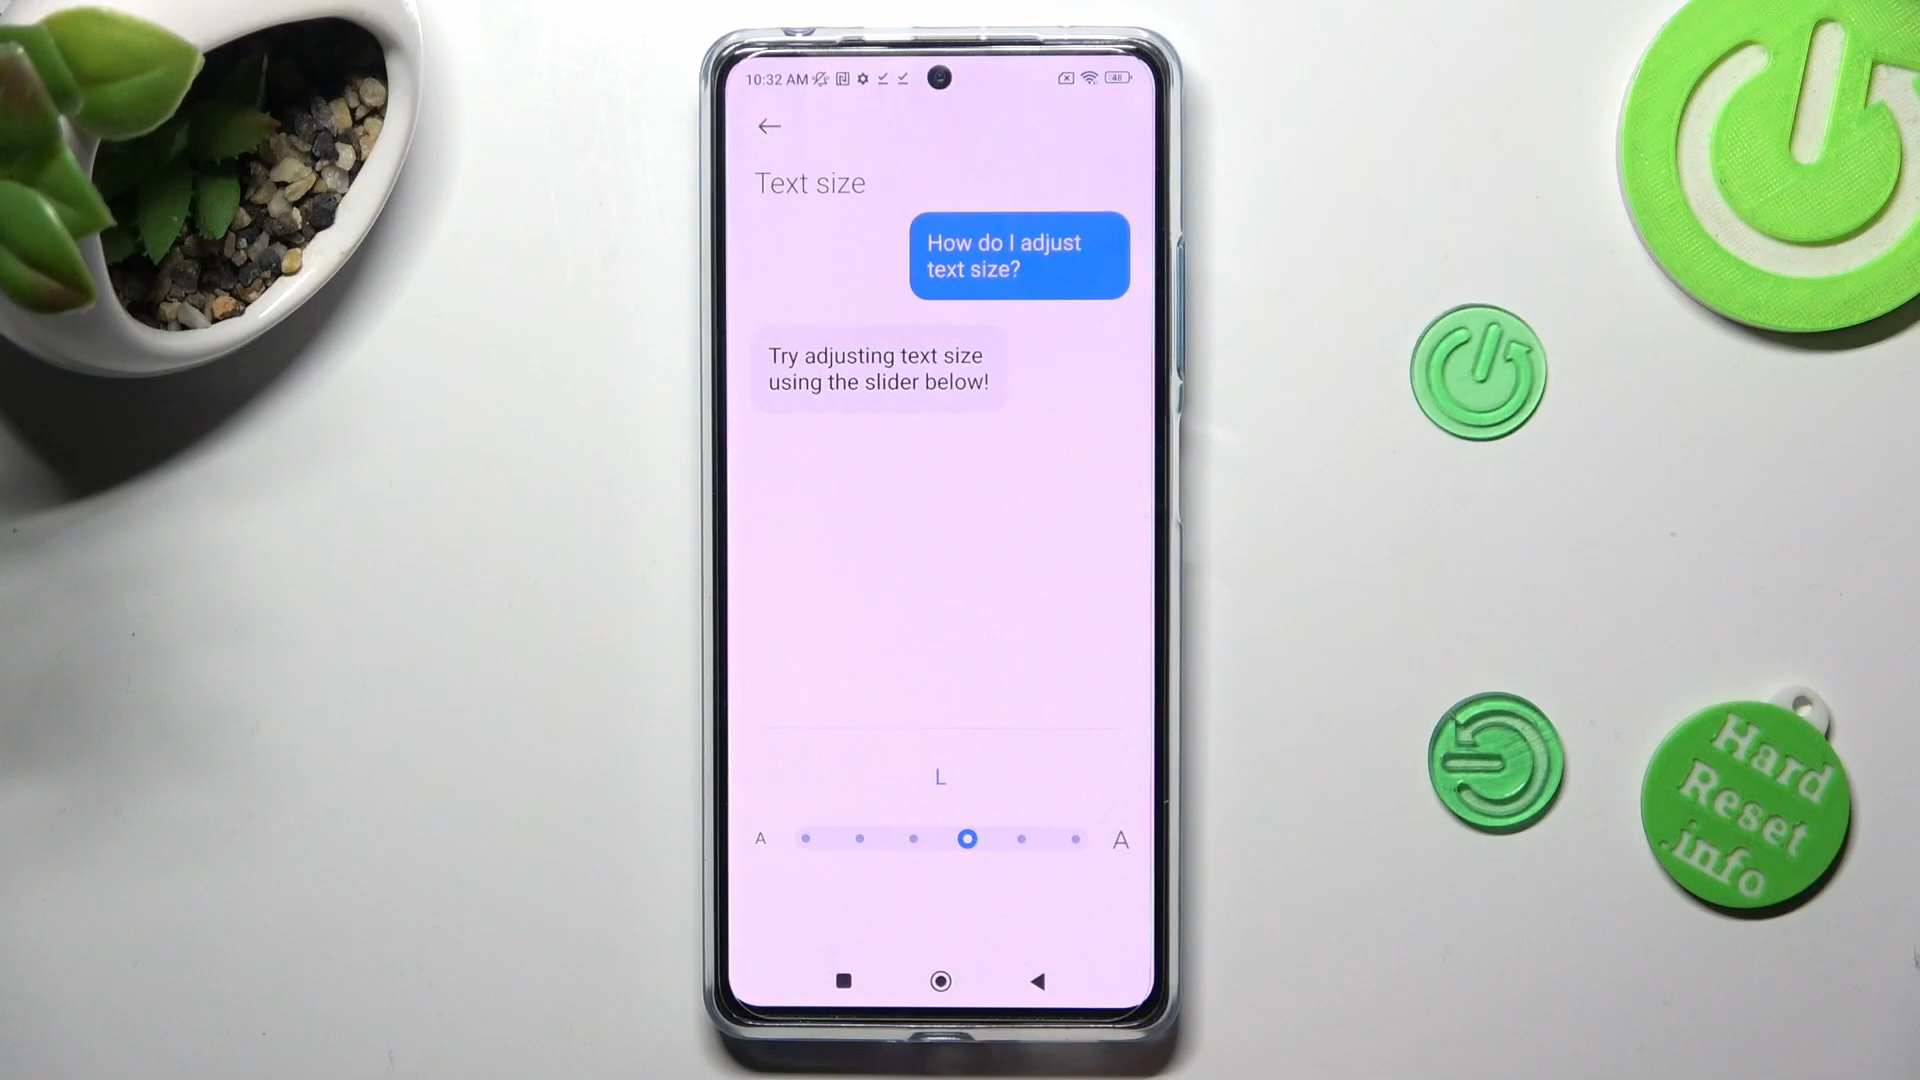 10:32 AM
48
Text size
How do I adjust
text size?
Try adjusting text size
using the slider below!
L
A
A
Hard
Reset
.info